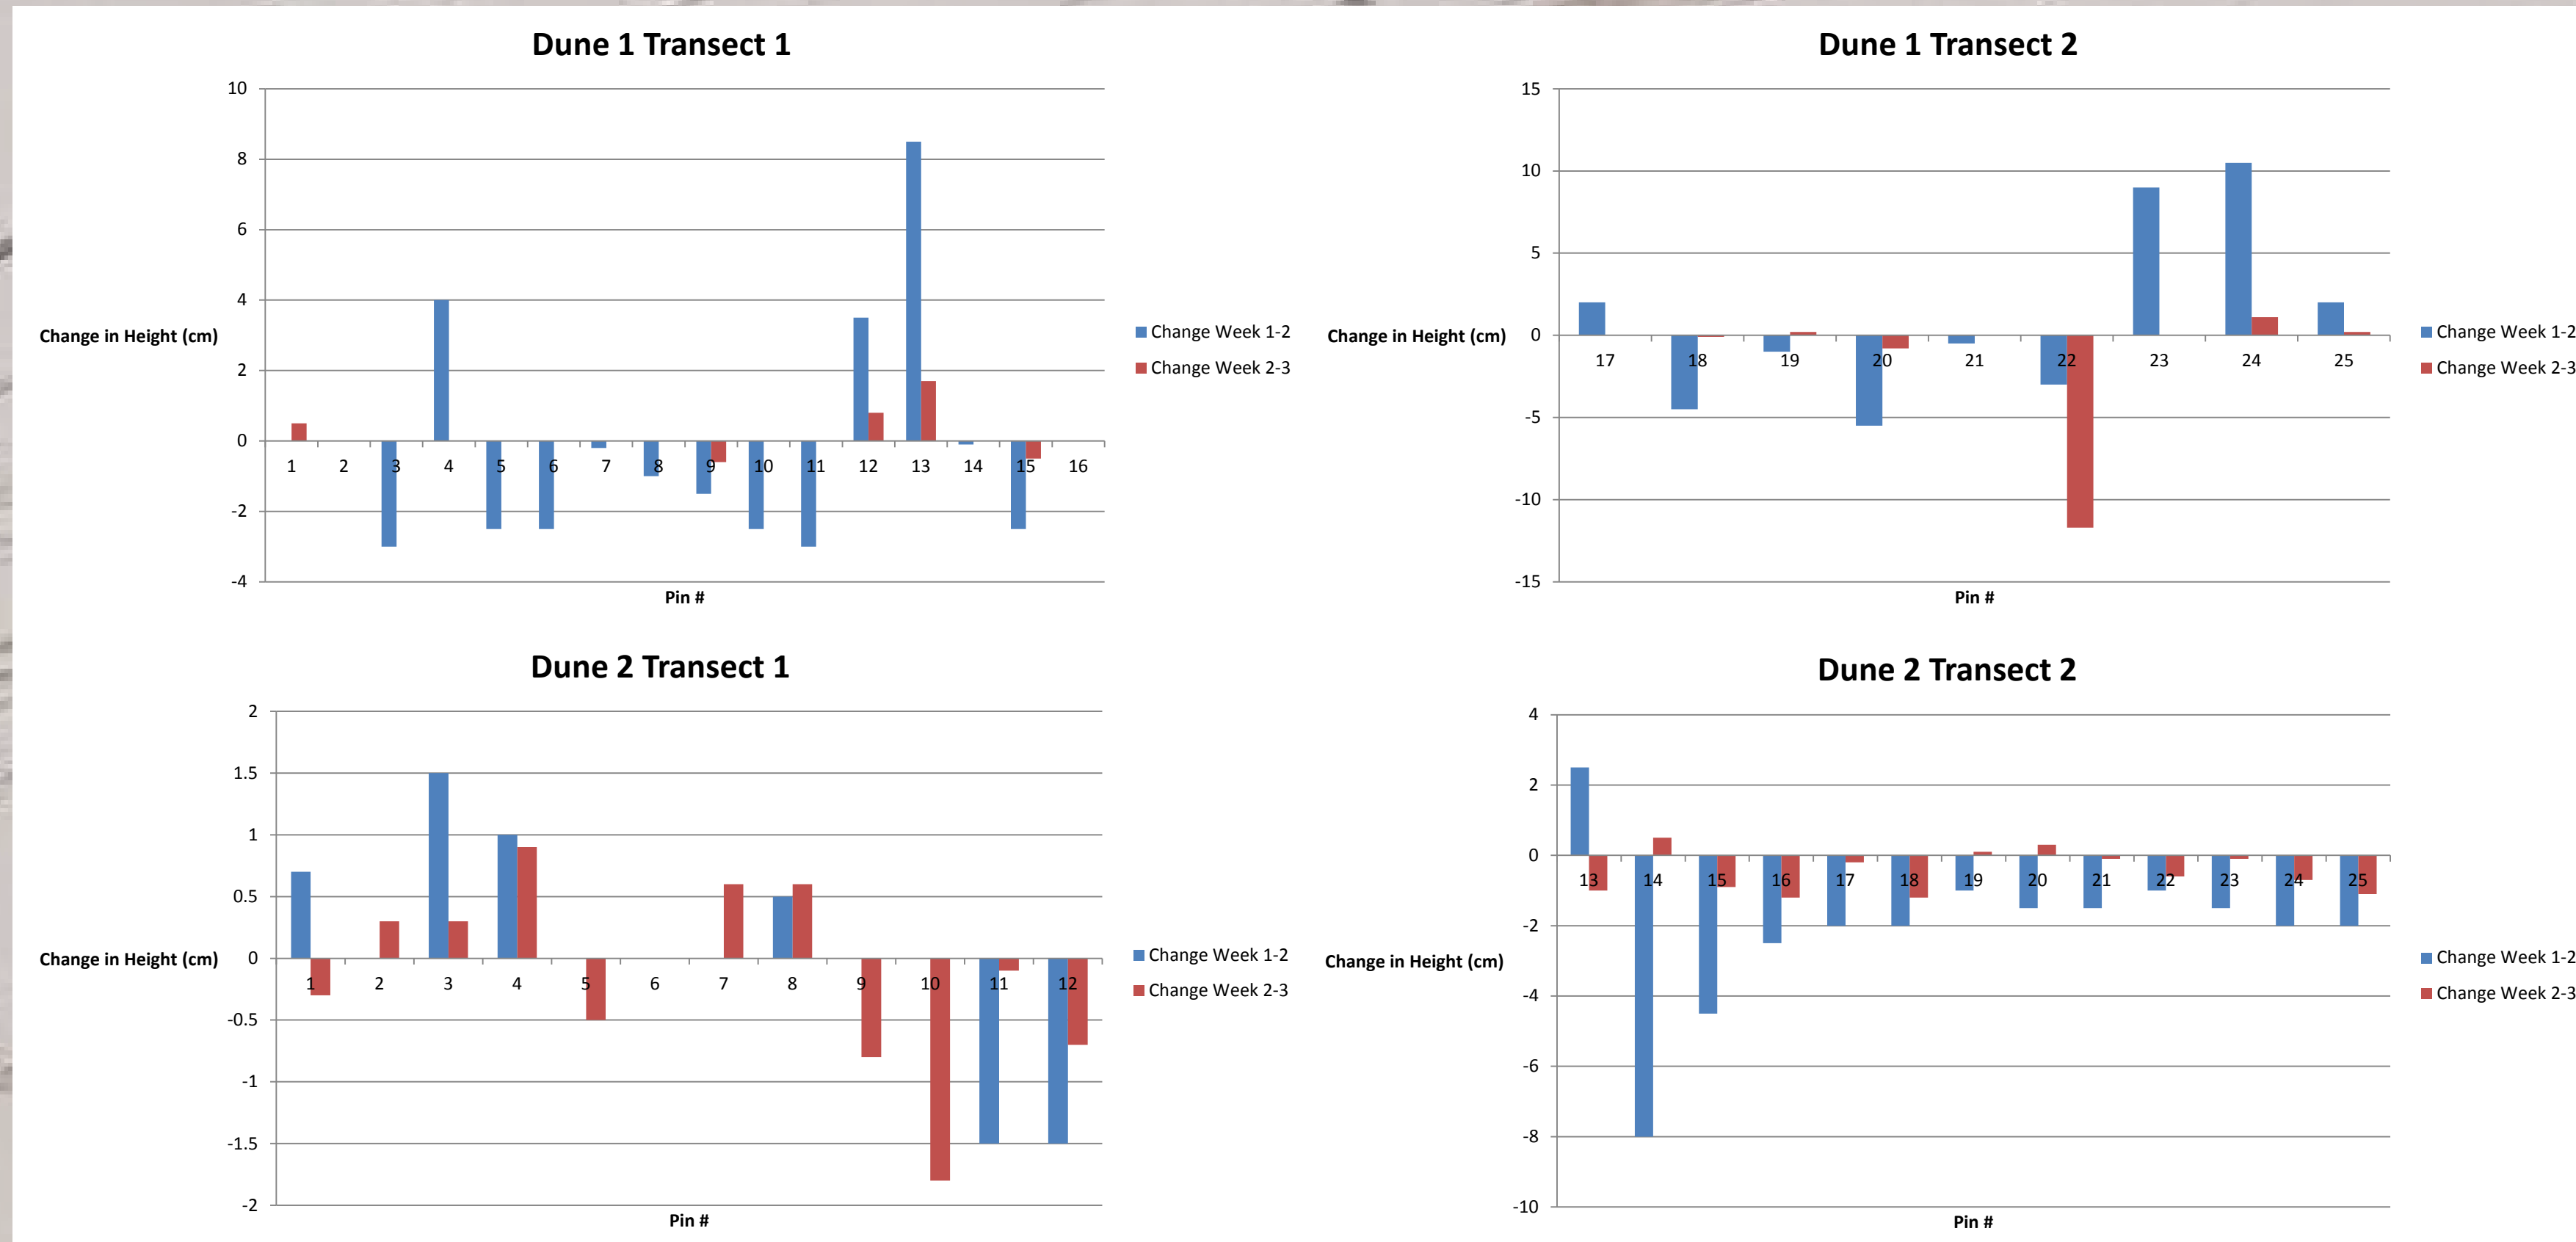 Dune 1 Transect 1
10
8
6
4
2
0
-2
-4
Change in Height (cm)
1 2 3 4 5 6 7 8 9 10 11 12 13 14 15 16
Pin #
Change Week 1-2
Change Week 2-3
Dune 1 Transect 2
15
10
5
0
-5
-10
-15
Change in Height (cm)
17 18 19 20 21 22 23 24 25
Pin #
Change Week 1-2
Change Week 2-3
Dune 2 Transect 1
2
1.5
1
0.5
0
-0.5
-1
-1.5
-2
Change in Height (cm)
1 2 3 4 5 6 7 8 9 10 11 12
Pin #
Change Week 1-2
Change Week 2-3
Dune 2 Transect 2
4
2
0
-2
-4
-6
-8
-10
Change in Height (cm)
13 14 15 16 17 18 19 20 21 22 23 24 25
Pin #
Change Week 1-2
Change Week 2-3